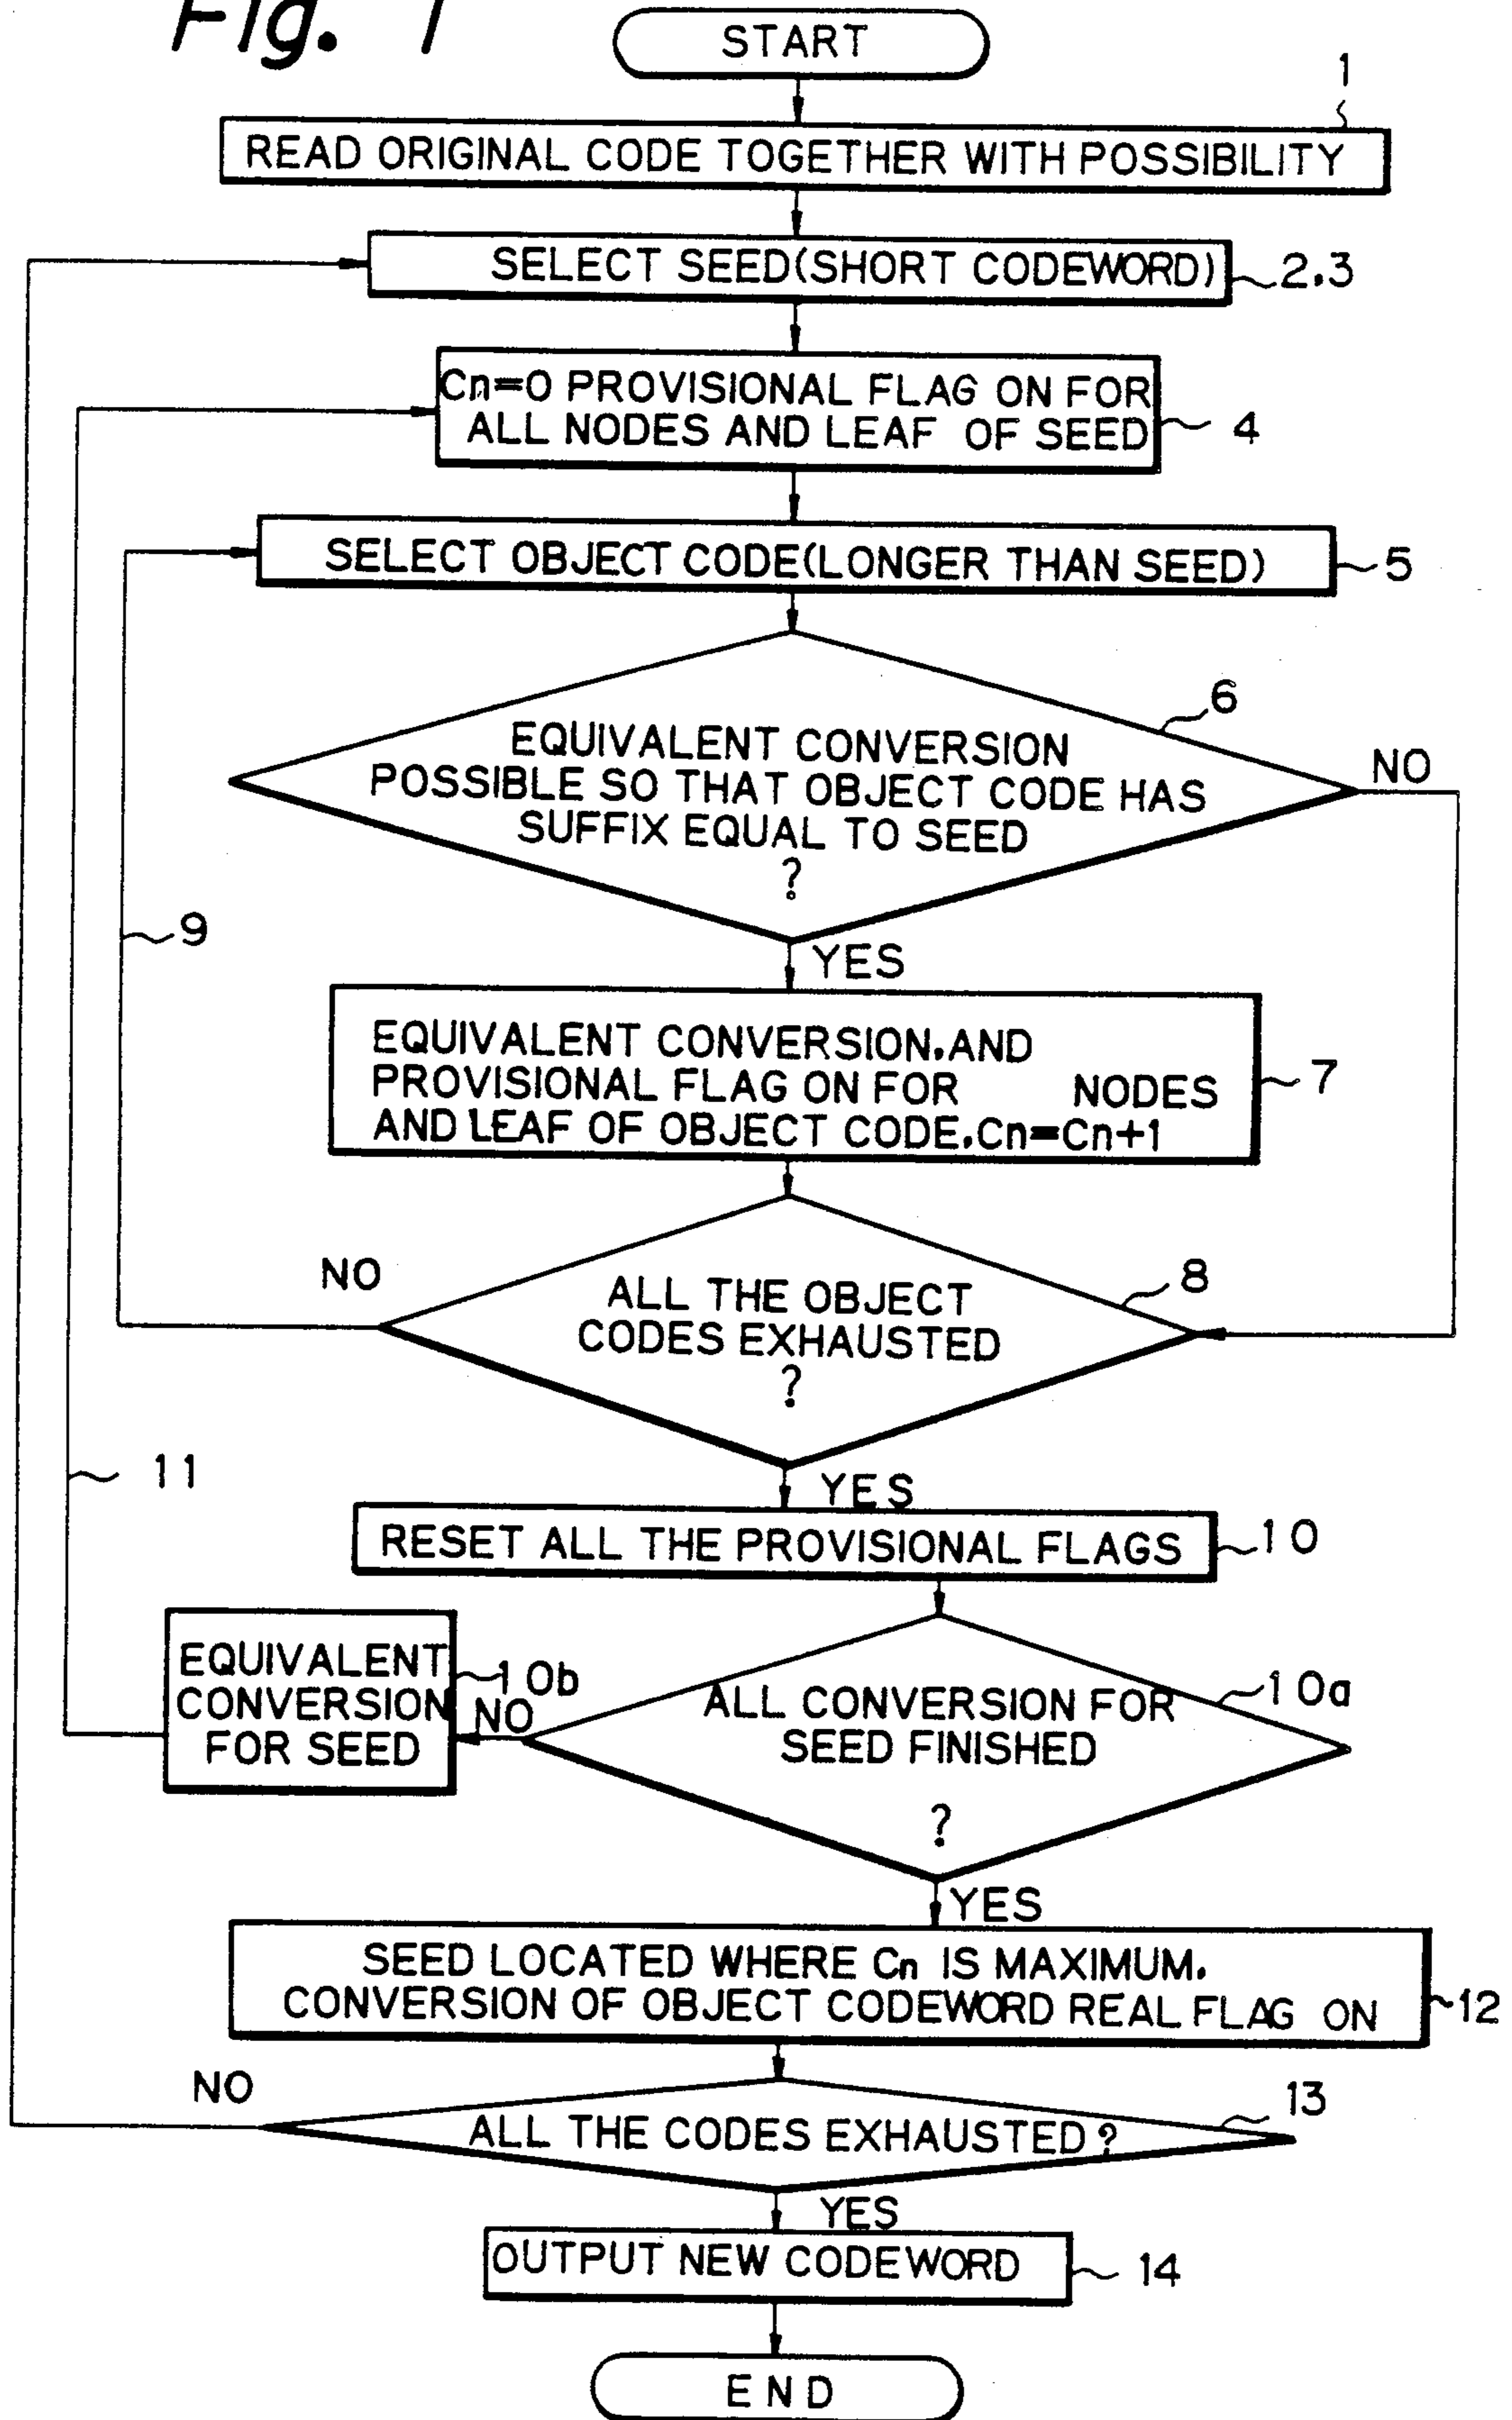 Fig. 1
START
1
READ ORIGINAL CODE TOGETHER WITH POSSIBILITY
SELECT SEED(SHORT CODEWORD)
2.3
Cn=0 PROVISIONAL FLAG ON FOR
ALL NODES AND LEAF OF SEED
4
SELECT OBJECT CODE(LONGER THAN SEED)
5
6
EQUIVALENT CONVERSION
POSSIBLE SO THAT OBJECT CODE HAS
SUFFIX EQUAL TO SEED
?
NO
9
YES
EQUIVALENT CONVERSION.AND
PROVISIONAL FLAG ON FOR NODES
AND LEAF OF OBJECT CODE.Cn=Cn+1
7
NO
8
ALL THE OBJECT
CODES EXHAUSTED
?
11
YES
RESET ALL THE PROVISIONAL FLAGS
10
EQUIVALENT
CONVERSION
FOR SEED
10b
NO
10a
ALL CONVERSION FOR
SEED FINISHED
?
YES
SEED LOCATED WHERE Cn IS MAXIMUM.
CONVERSION OF OBJECT CODEWORD REAL FLAG ON
12
NO
13
ALL THE CODES EXHAUSTED?
YES
OUTPUT NEW CODEWORD
14
END